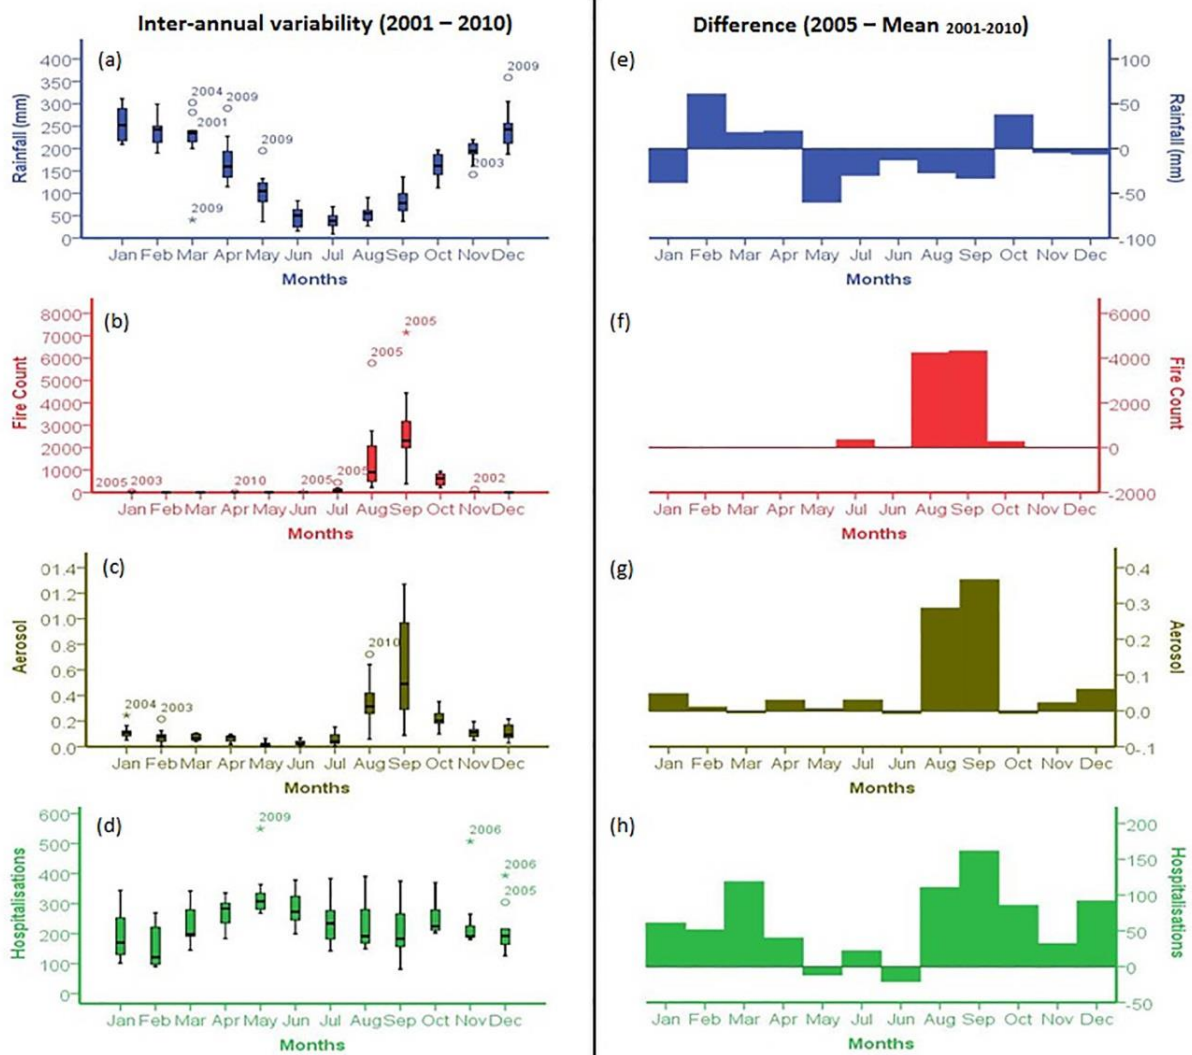 Inter-annual variability (2001 – 2010)
(a)
Rainfall (mm)
400
350
300
250
200
150
100
50
0
2004
2001
2009
2009
2009
2003
2009
Jan Feb Mar Apr May Jun Jul Aug Sep Oct Nov Dec
Months
(b)
Fire Count
8000
7000
6000
5000
4000
3000
2000
1000
0
2005 2003
2010
2005
2005
2005
2005
2002
Jan Feb Mar Apr May Jun Jul Aug Sep Oct Nov Dec
Months
(c)
Aerosol
01.4
01.2
01.0
0.8
0.6
0.4
0.2
0.0
2004
2003
2010
Jan Feb Mar Apr May Jun Jul Aug Sep Oct Nov Dec
Months
(d)
Hospitalisations
600
500
400
300
200
100
0
2009
2006
2006
2005
Jan Feb Mar Apr May Jun Jul Aug Sep Oct Nov Dec
Months
Difference (2005 – Mean 2001-2010)
(e)
100
50
0
-50
-100
Rainfall (mm)
Jan Feb Mar Apr May Jul Jun Aug Sep Oct Nov Dec
Months
(f)
6000
4000
2000
0
-2000
Fire Count
Jan Feb Mar Apr May Jul Jun Aug Sep Oct Nov Dec
Months
(g)
0.4
0.3
0.2
0.1
0.0
0-.1
Aerosol
Jan Feb Mar Apr May Jul Jun Aug Sep Oct Nov Dec
Months
(h)
200
150
100
50
0
-50
Hospitalisations
Jan Feb Mar Apr May Jul Jun Aug Sep Oct Nov Dec
Months